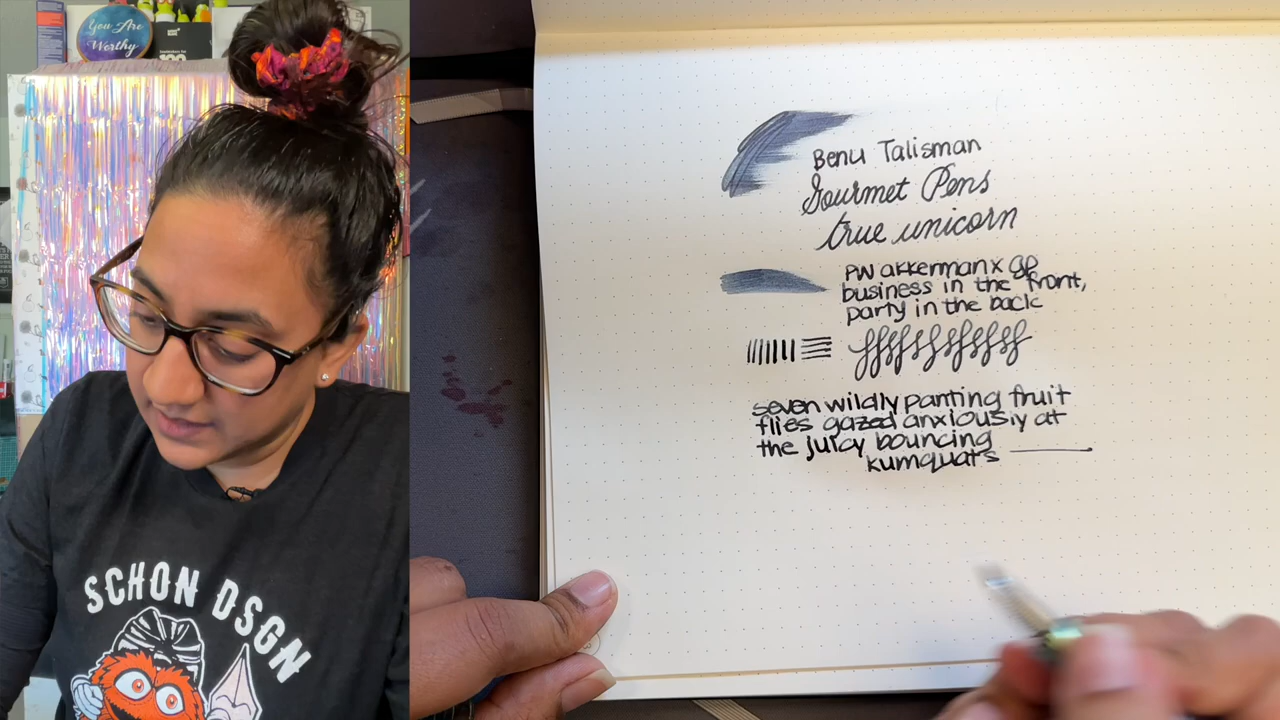 You Are
Worthy
SCHON DSGN
Benu Talisman
Gourmet Pens
true unicorn
PW akkerman x gp
business in the front,
party in the back
seven wildly panting fruit
flies gazed anxiously at
the juicy bouncing
kumquats